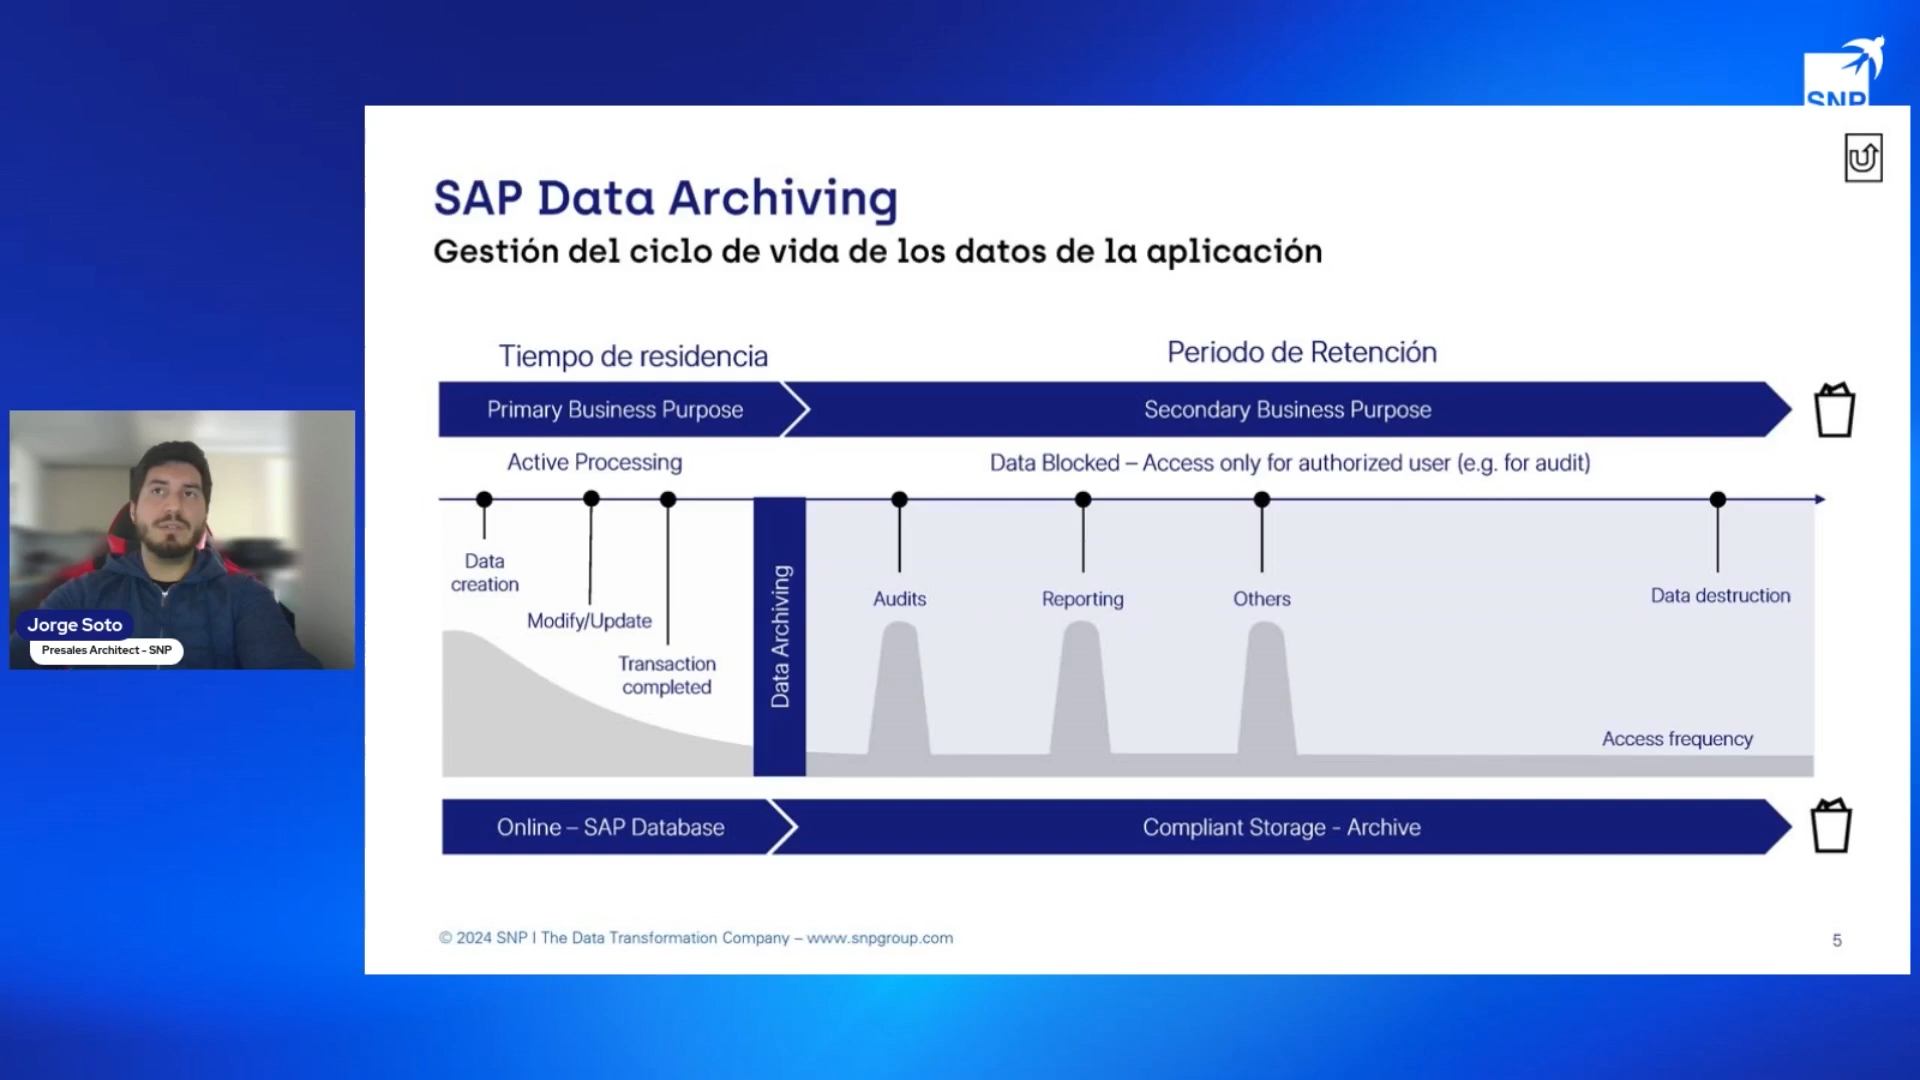 SNP
SAP Data Archiving
Gestión del ciclo de vida de los datos de la aplicación
Tiempo de residencia
Periodo de Retención
Primary Business Purpose
Secondary Business Purpose
Active Processing
Data Blocked – Access only for authorized user (e.g. for audit)
Data
creation
Modify/Update
Transaction
completed
Data Archiving
Audits
Reporting
Others
Data destruction
Access frequency
Online – SAP Database
Compliant Storage - Archive
Jorge Soto
Presales Architect - SNP
© 2024 SNP I The Data Transformation Company – www.snpgroup.com
5